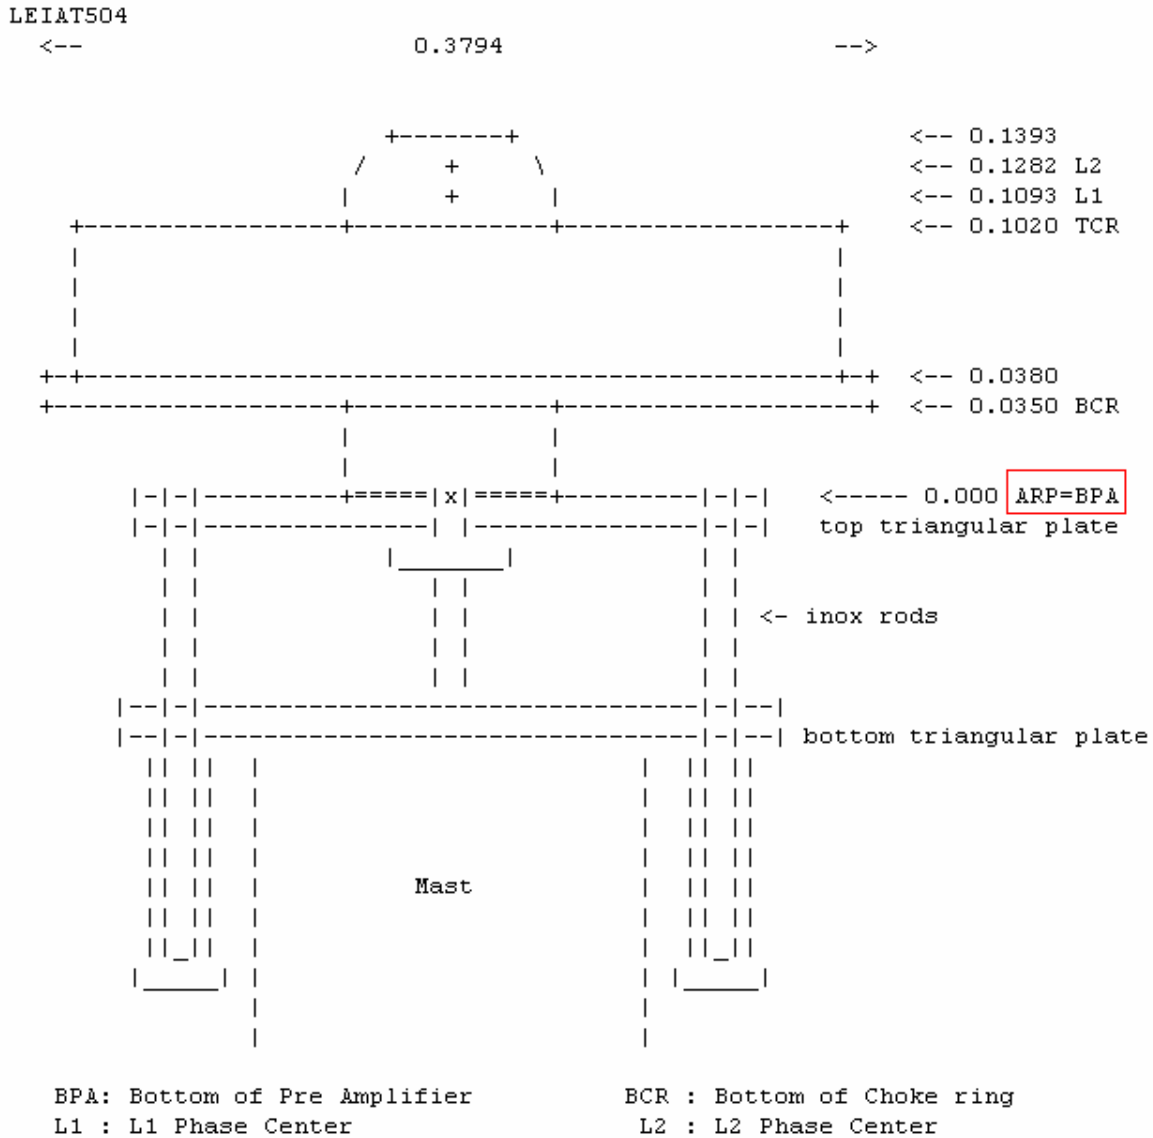 LEIAT504
<-- 0.3794 -->
<-- 0.1393
<-- 0.1282 L2
<-- 0.1093 L1
<-- 0.1020 TCR
<-- 0.0380
<-- 0.0350 BCR
x <----- 0.000 ARP=BPA
top triangular plate
<- inox rods
bottom triangular plate
Mast
BPA: Bottom of Pre Amplifier BCR : Bottom of Choke ring
L1 : L1 Phase Center L2 : L2 Phase Center